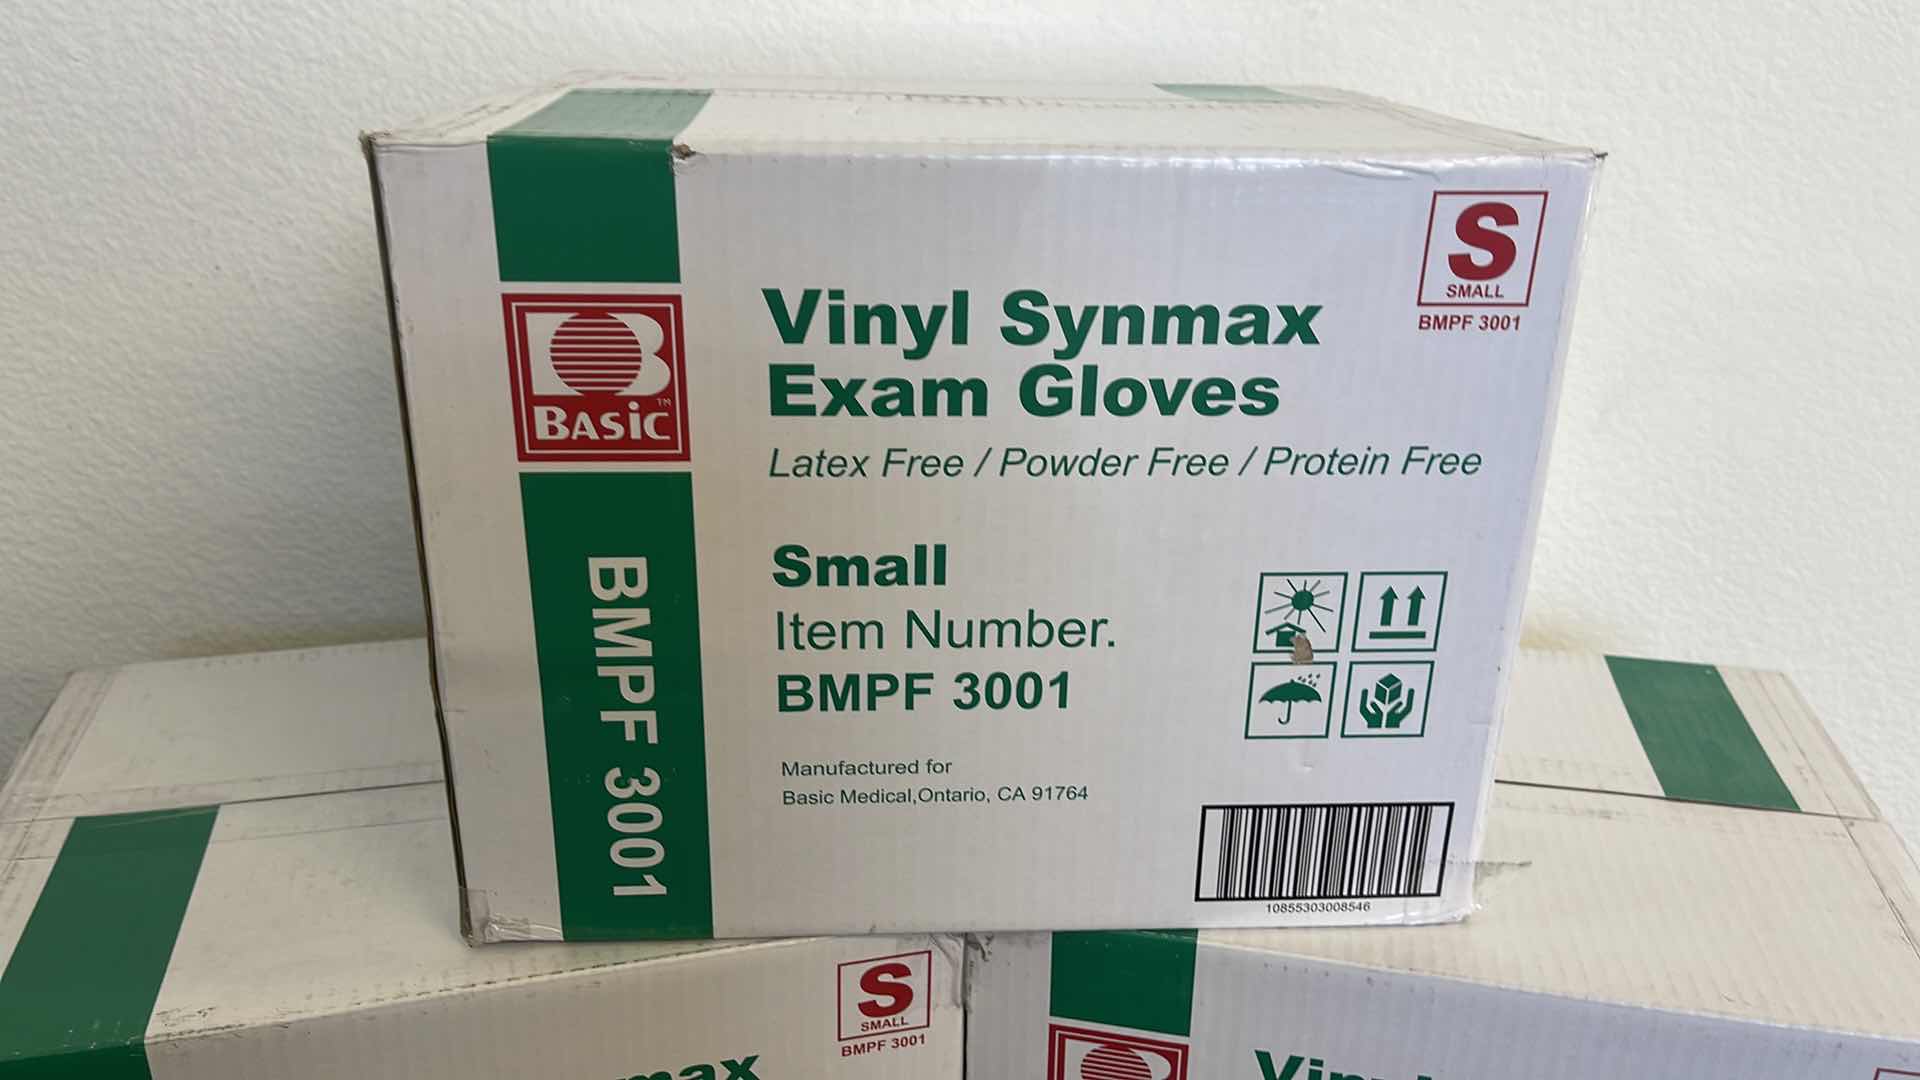 S
SMALL
BMPF 3001
BASiC™
Vinyl Synmax
Exam Gloves
Latex Free / Powder Free / Protein Free
Small
Item Number.
BMPF 3001
BMPF 3001
Manufactured for
Basic Medical,Ontario, CA 91764
10855303008546
S
SMALL
BMPF 3001